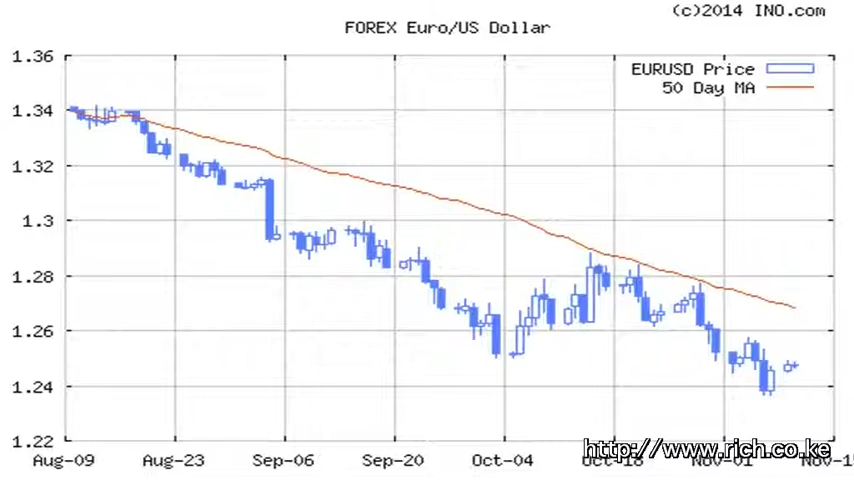 (c)2014 INO.com
FOREX Euro/US Dollar
1.36
EURUSD Price
50 Day MA
1.34
1.32
1.3
1.28
1.26
1.24
1.22
http://www.rich.co.ke
Aug-09 Aug-23 Sep-06 Sep-20 Oct-04 Oct-18 Nov-01